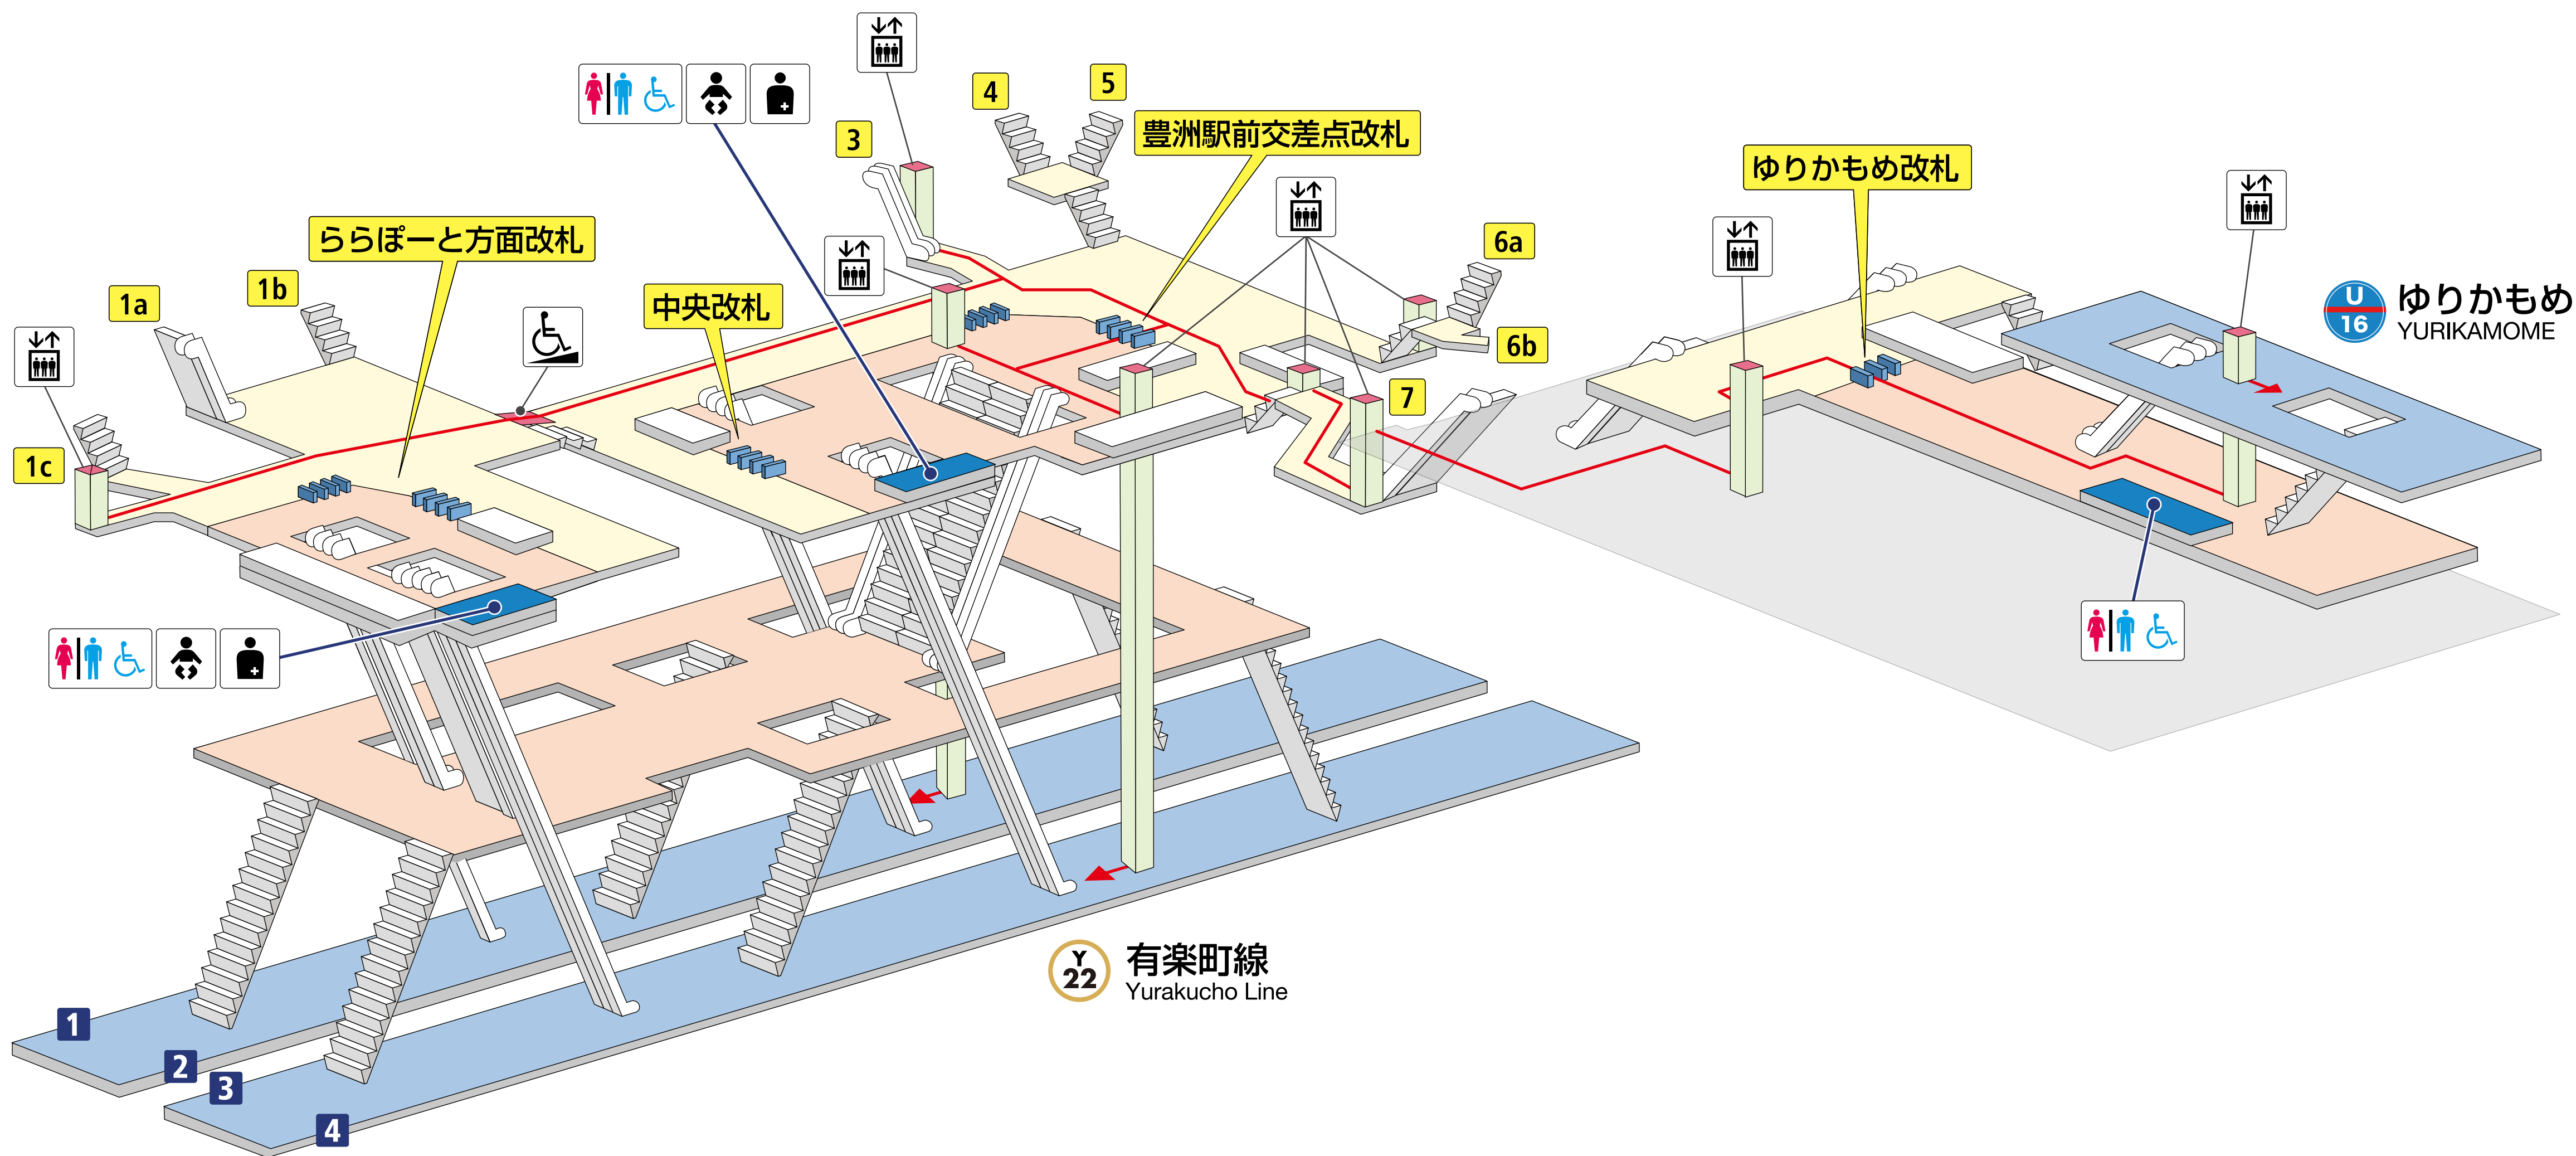 4
5
3
豊洲駅前交差点改札
ゆりかもめ改札
ららぽーと方面改札
6a
1b
1a
中央改札
6b
U
16
ゆりかもめ
YURIKAMOME
7
1c
Y
22
有楽町線
Yurakucho Line
1
2
3
4